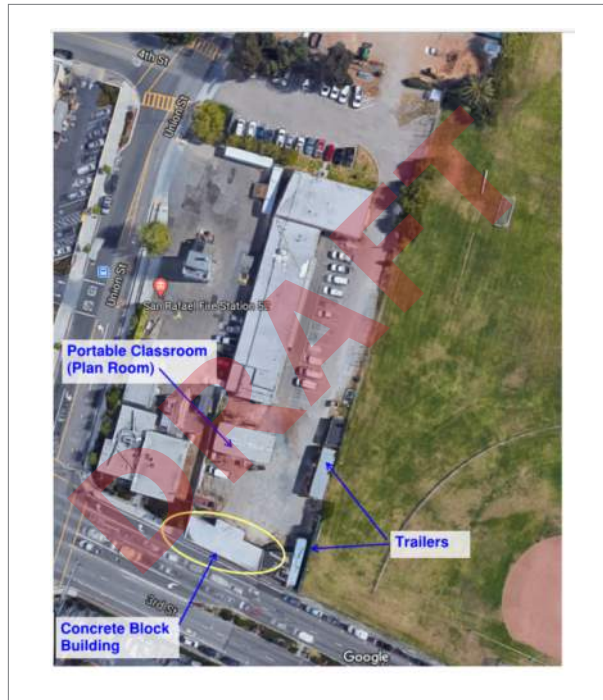 4th St
Union St
Union St
San Rafael Fire Station 52
Portable Classroom
(Plan Room)
DRAFT
Trailers
3rd St
Concrete Block
Building
Google